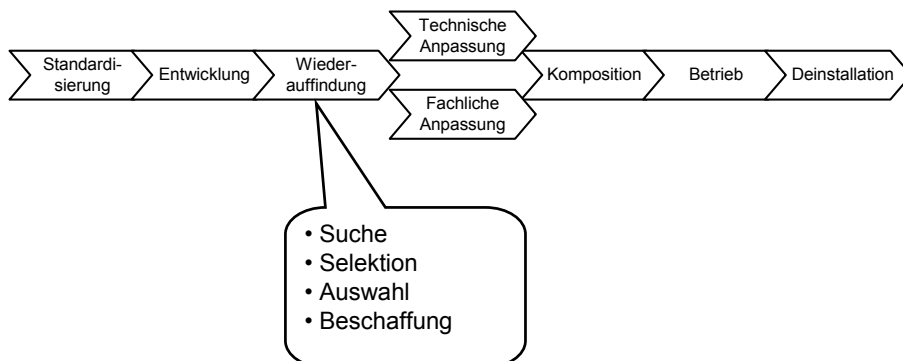 Standardi-
sierung
Entwicklung
Wieder-
auffindung
Technische
Anpassung
Fachliche
Anpassung
Komposition
Betrieb
Deinstallation
• Suche
• Selektion
• Auswahl
• Beschaffung